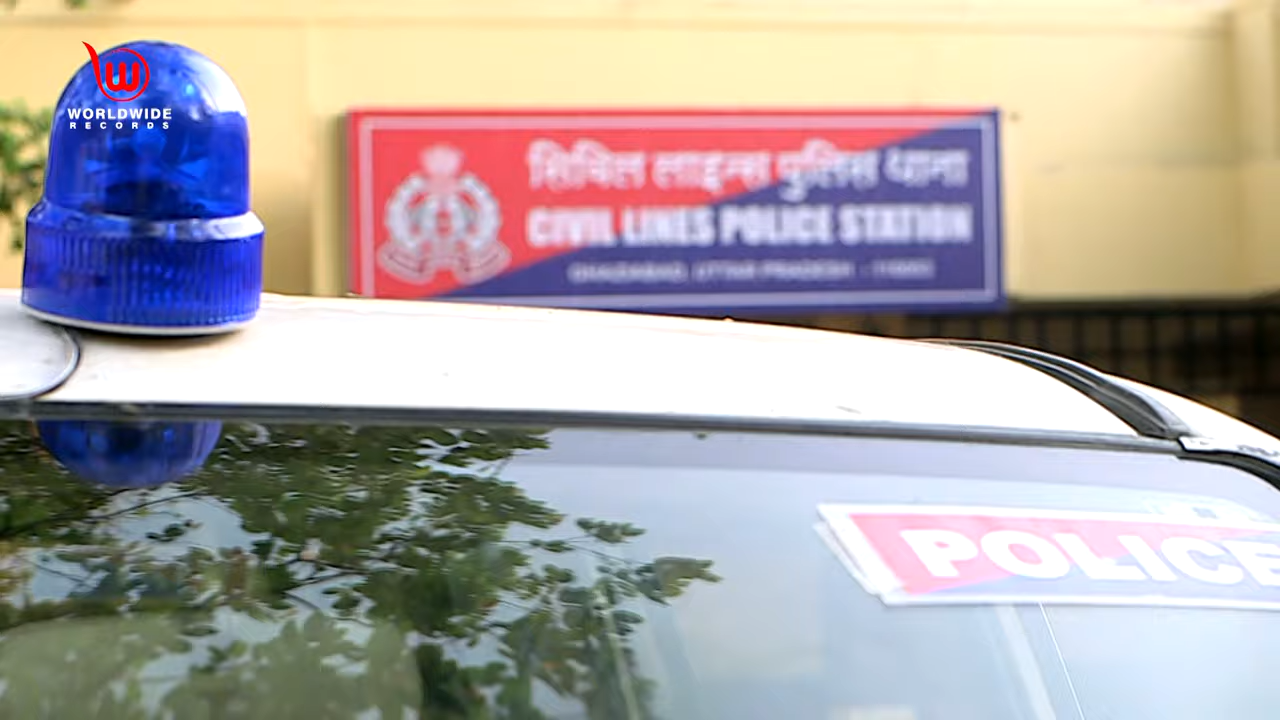 WORLDWIDE
RECORDS
सिविल लाइन्स पुलिस थाना
CIVIL LINES POLICE STATION
GHAZIABAD, UTTAR PRADESH
POLICE